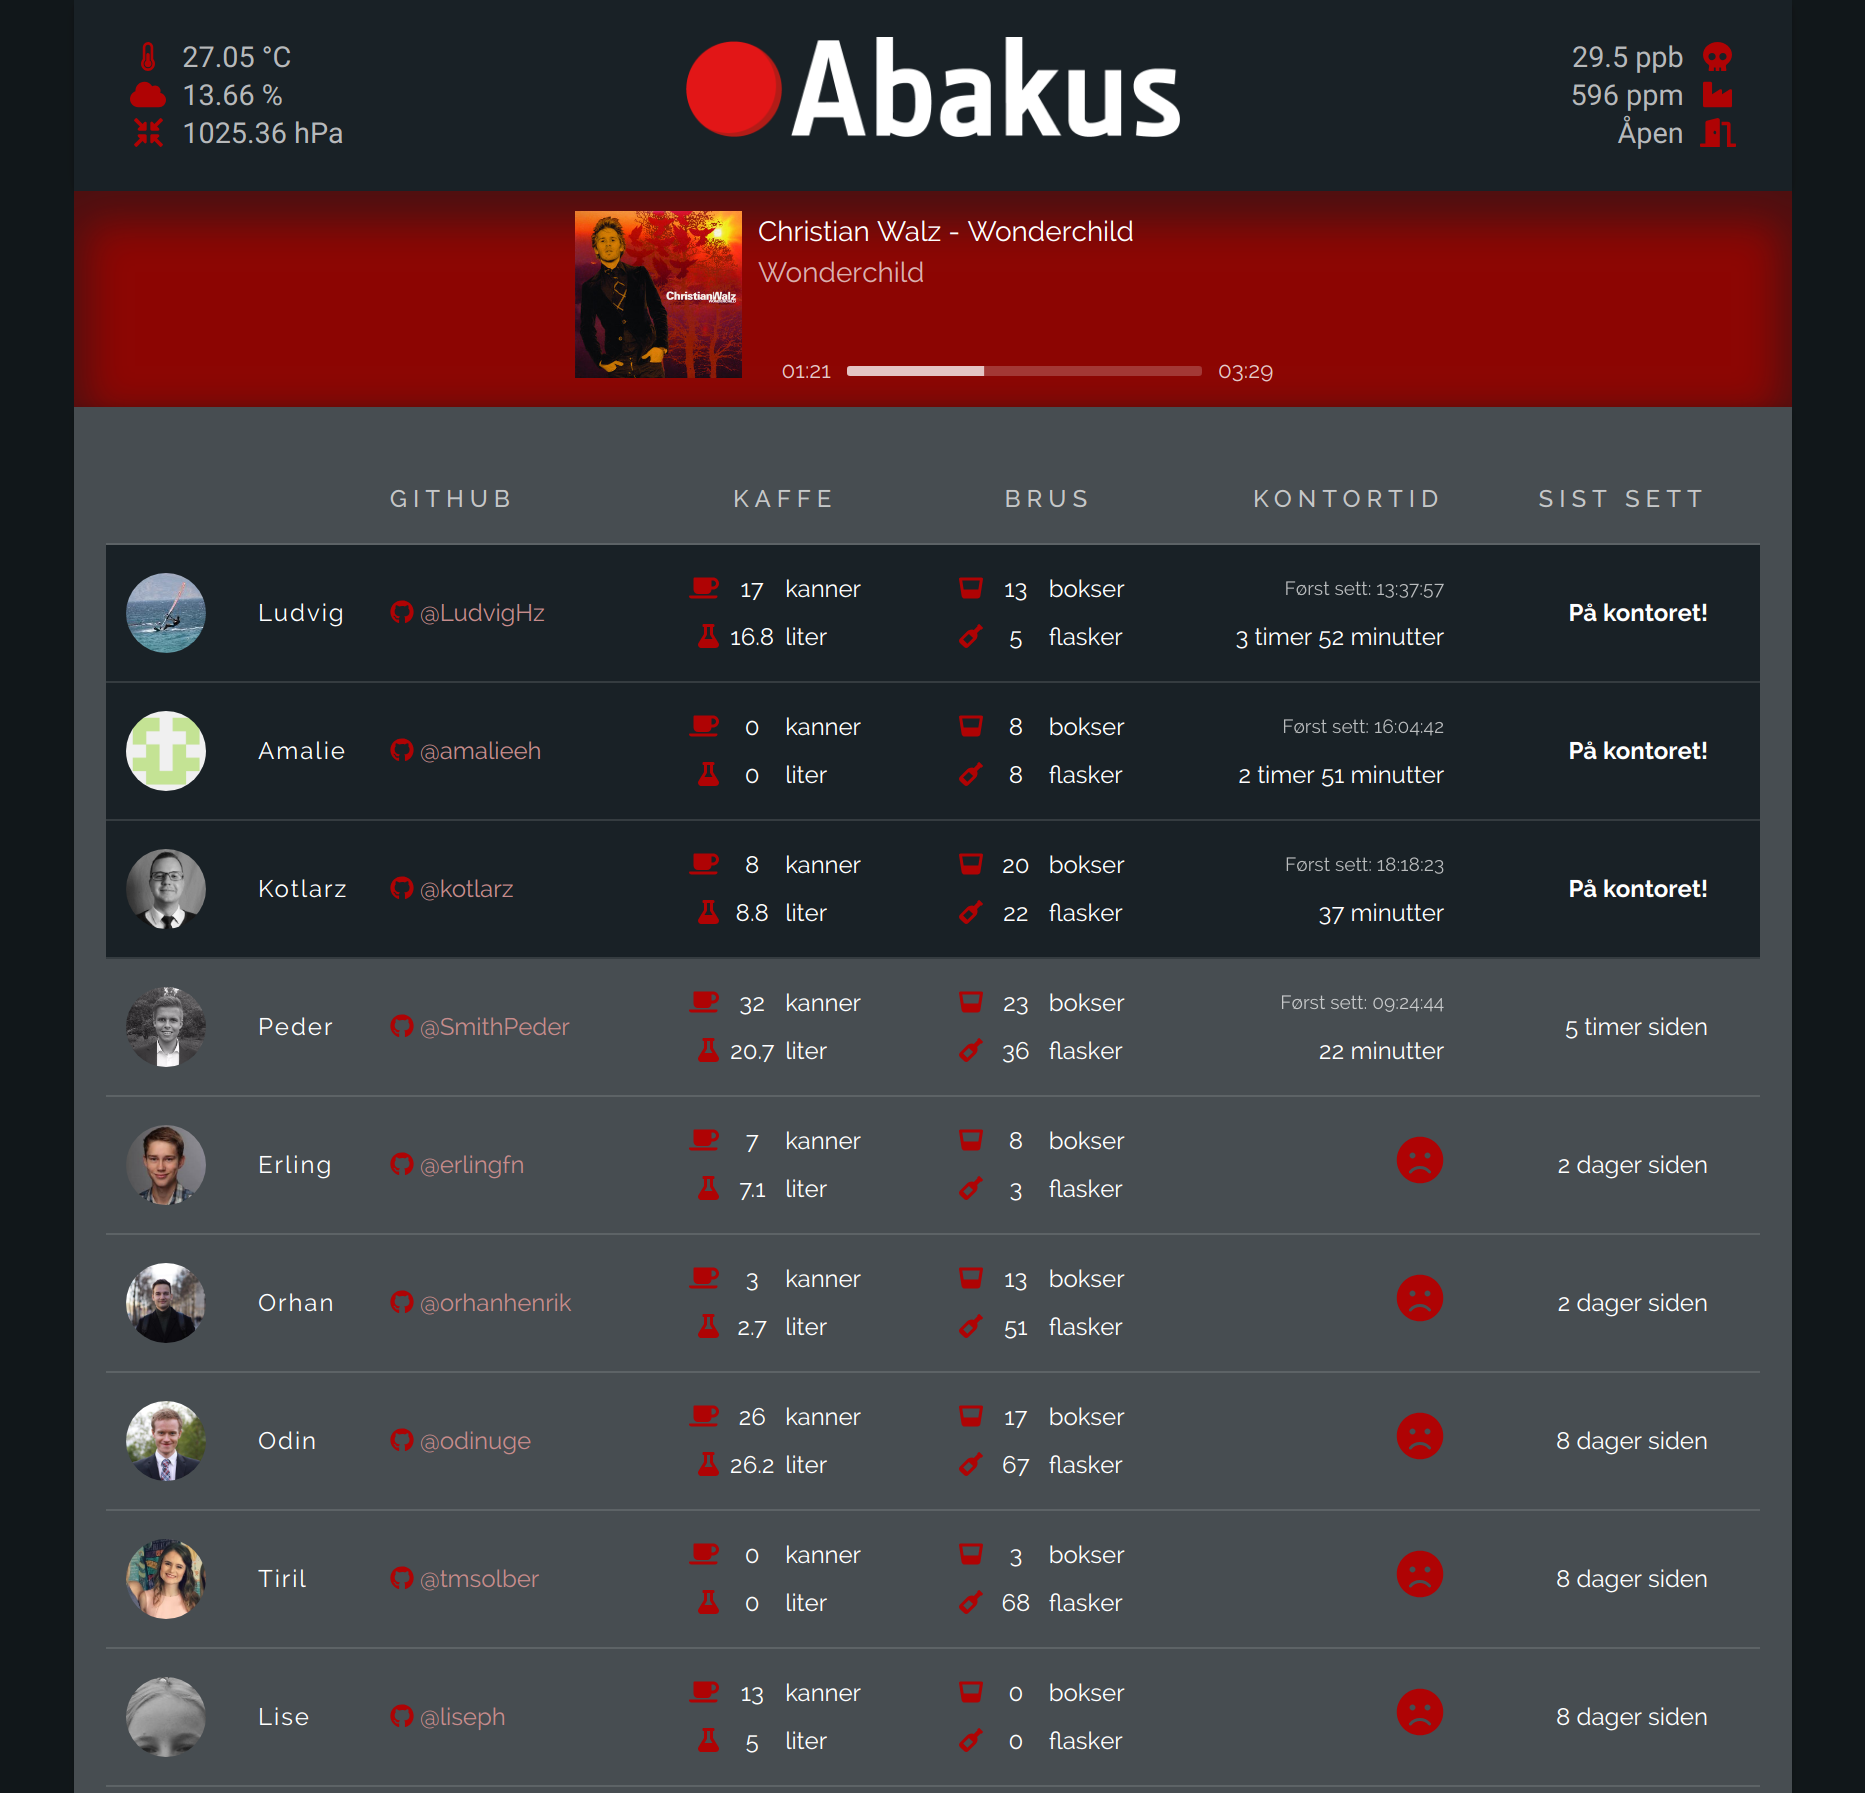 27.05 °C
13.66 %
1025.36 hPa
Abakus
29.5 ppb
596 ppm
Åpen
ChristianWalz
Christian Walz - Wonderchild
Wonderchild
01:21 03:29
GITHUB KAFFE BRUS KONTORTID SIST SETT
17 kanner 13 bokser Først sett: 13:37:57
Ludvig @LudvigHz På kontoret!
16.8 liter 5 flasker 3 timer 52 minutter
0 kanner 8 bokser Først sett: 16:04:42
Amalie @amalieeh På kontoret!
0 liter 8 flasker 2 timer 51 minutter
8 kanner 20 bokser Først sett: 18:18:23
Kotlarz @kotlarz På kontoret!
8.8 liter 22 flasker 37 minutter
32 kanner 23 bokser Først sett: 09:24:44
Peder @SmithPeder 5 timer siden
20.7 liter 36 flasker 22 minutter
7 kanner 8 bokser
Erling @erlingfn 2 dager siden
7.1 liter 3 flasker
3 kanner 13 bokser
Orhan @orhanhenrik 2 dager siden
2.7 liter 51 flasker
26 kanner 17 bokser
Odin @odinuge 8 dager siden
26.2 liter 67 flasker
0 kanner 3 bokser
Tiril @tmsolber 8 dager siden
0 liter 68 flasker
13 kanner 0 bokser
Lise @liseph 8 dager siden
5 liter 0 flasker